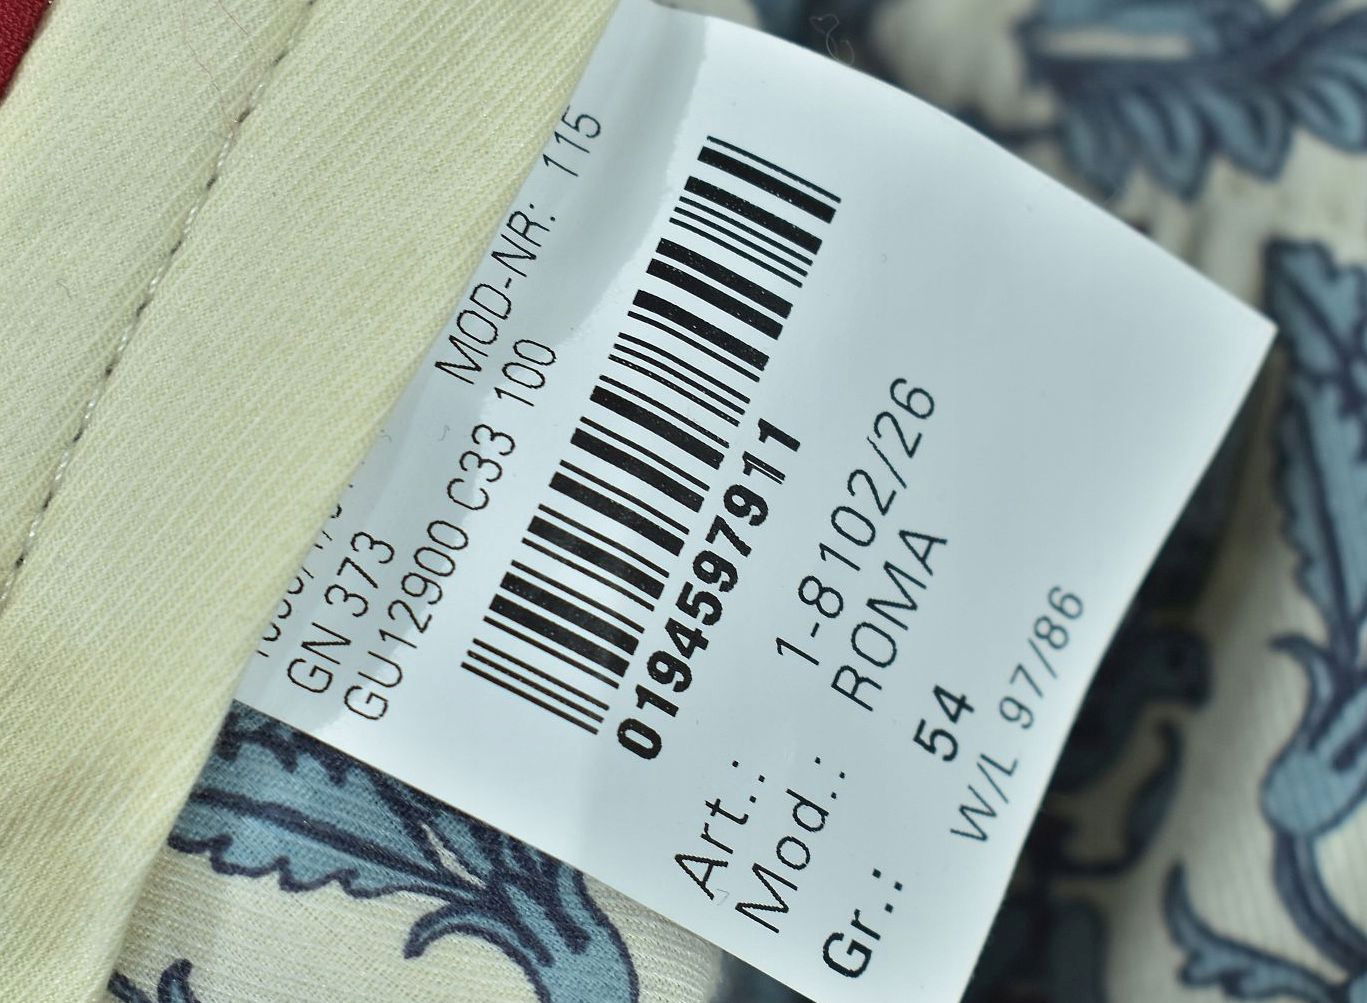 MOD-NR: 115
GN 373
GU12900 C33 100
0194597911
Art.: 1-8102/26
Mod.: ROMA
Gr.: 54
W/L 97/86